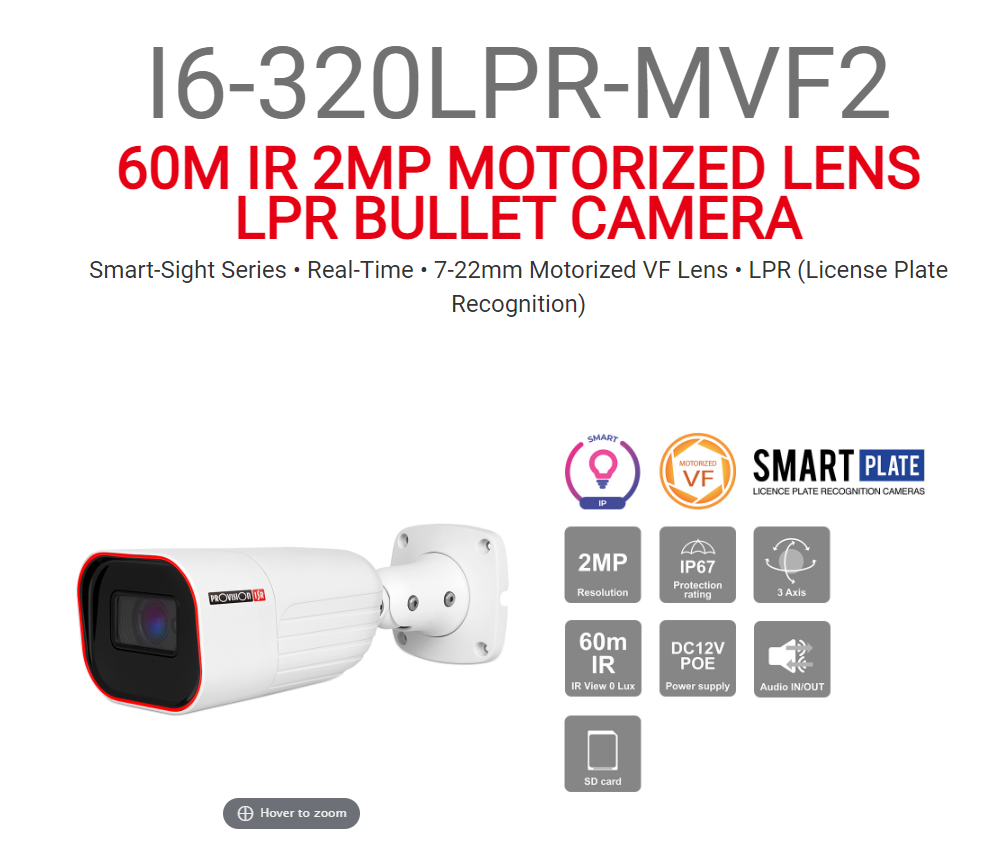 I6-320LPR-MVF2
60M IR 2MP MOTORIZED LENS
LPR BULLET CAMERA
Smart-Sight Series • Real-Time • 7-22mm Motorized VF Lens • LPR (License Plate
Recognition)
SMART
IP
MOTORIZED
VF
SMART PLATE
LICENCE PLATE RECOGNITION CAMERAS
2MP
Resolution
IP67
Protection
rating
3 Axis
PROVISION ISR
60m
IR
IR View 0 Lux
DC12V
POE
Power supply
Audio IN/OUT
SD card
Hover to zoom